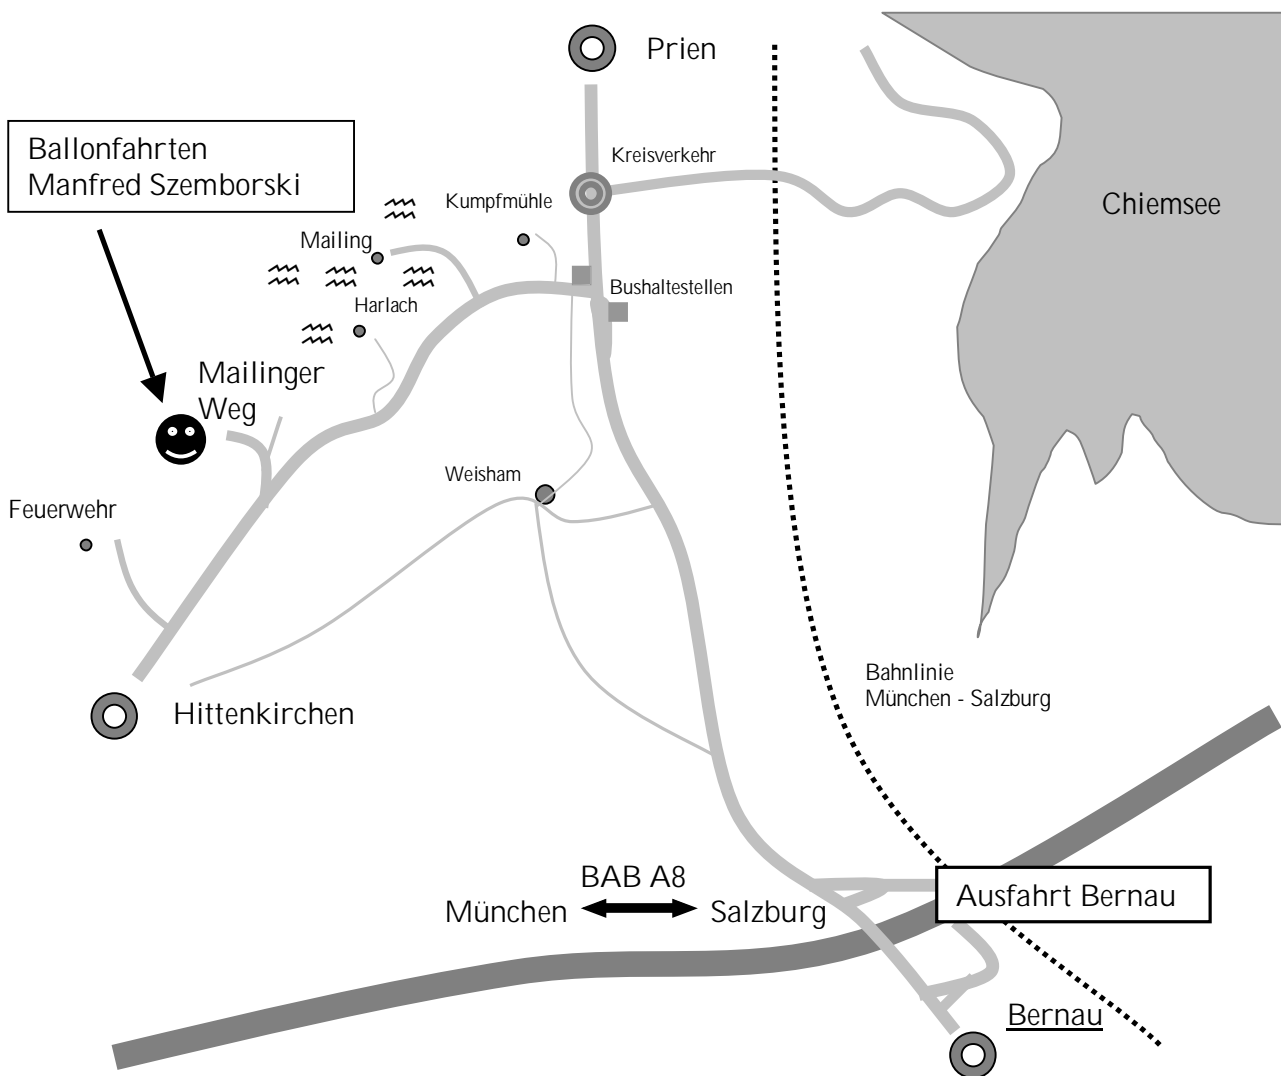 Prien
Ballonfahrten
Manfred Szemborski
Kreisverkehr
Kumpfmühle
Chiemsee
Mailing
Bushaltestellen
Harlach
Mailinger
Weg
Weisham
Feuerwehr
Bahnlinie
München - Salzburg
Hittenkirchen
BAB A8
München
Salzburg
Ausfahrt Bernau
Bernau